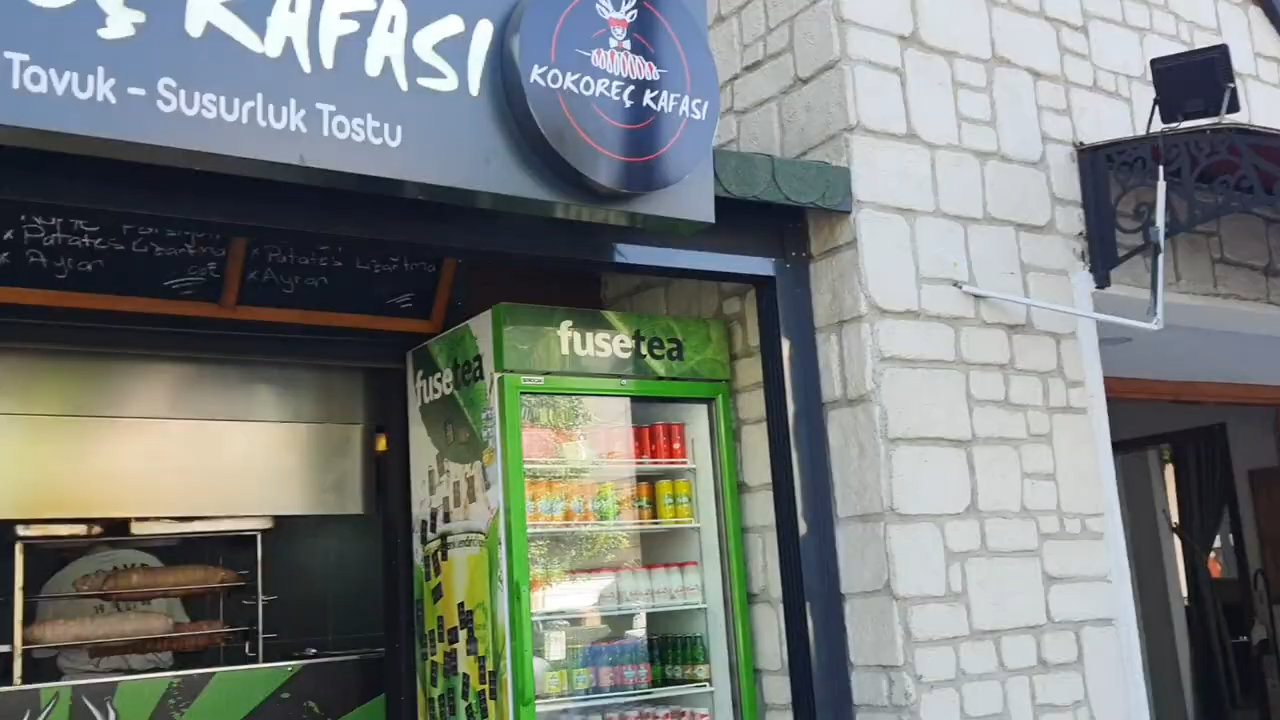 Ç KAFASI
Tavuk - Susurluk Tostu
KOKOREÇ KAFASI
x Patates Kızartma
x Ayran
x Patates Kızartma
x Ayran
fusetea
fusetea